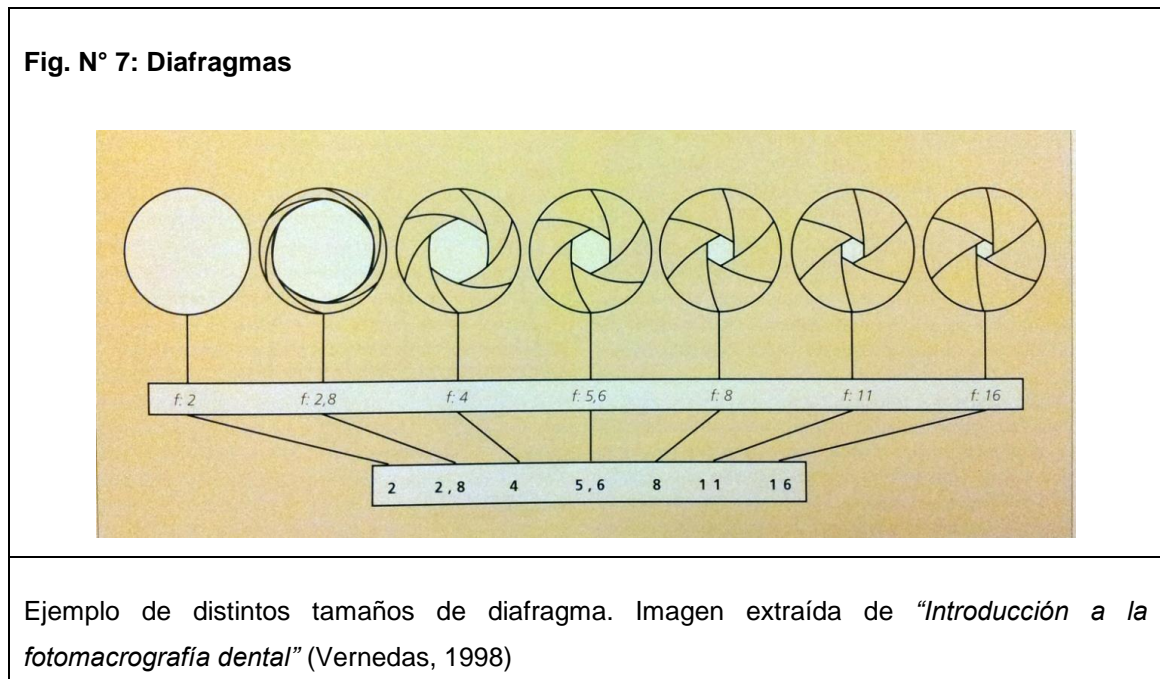 Fig. N° 7: Diafragmas
f: 2 f: 2,8 f: 4 f: 5,6 f: 8 f: 11 f: 16
2 2,8 4 5,6 8 11 16
Ejemplo de distintos tamaños de diafragma. Imagen extraída de “Introducción a la
fotomacrografía dental” (Vernedas, 1998)